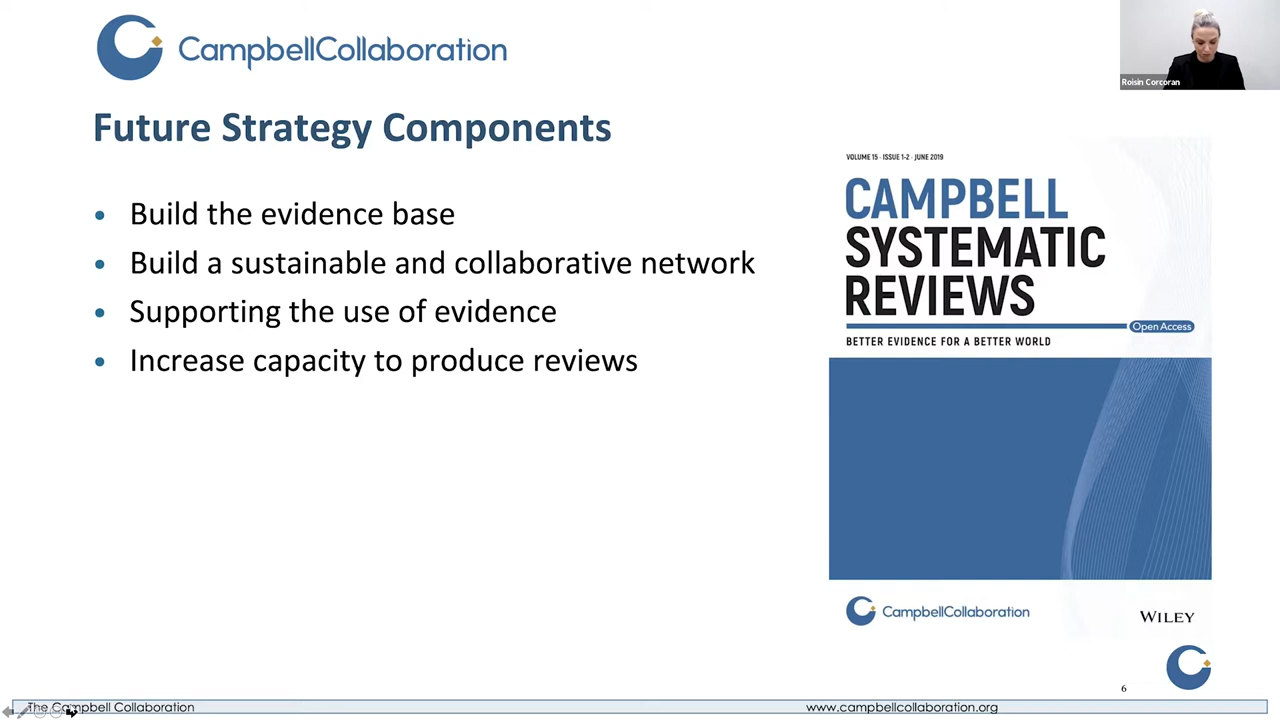 CampbellCollaboration
Roisin Corcoran
Future Strategy Components
• Build the evidence base
• Build a sustainable and collaborative network
• Supporting the use of evidence
• Increase capacity to produce reviews
VOLUME 15 · ISSUE 1-2 · JUNE 2019
CAMPBELL
SYSTEMATIC
REVIEWS
Open Access
BETTER EVIDENCE FOR A BETTER WORLD
CampbellCollaboration
WILEY
6
The Campbell Collaboration
www.campbellcollaboration.org